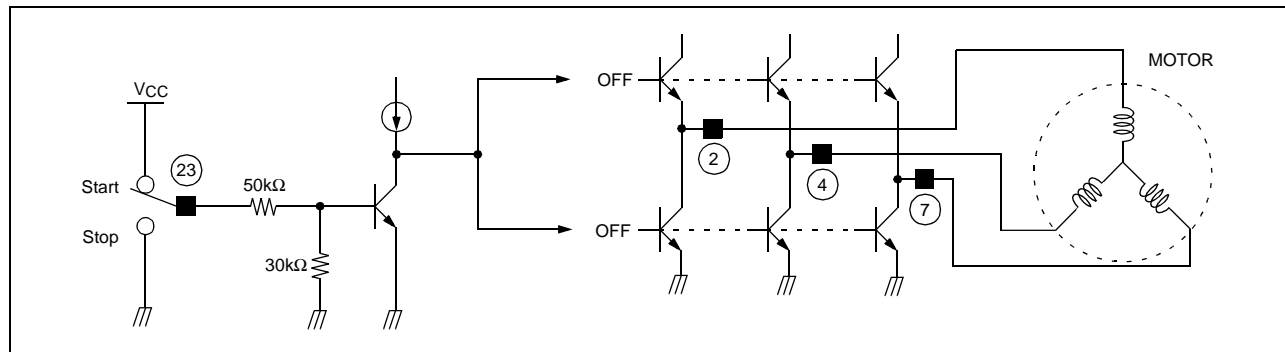 VCC
Start
Stop
23
50kΩ
30kΩ
OFF
OFF
2
4
7
MOTOR